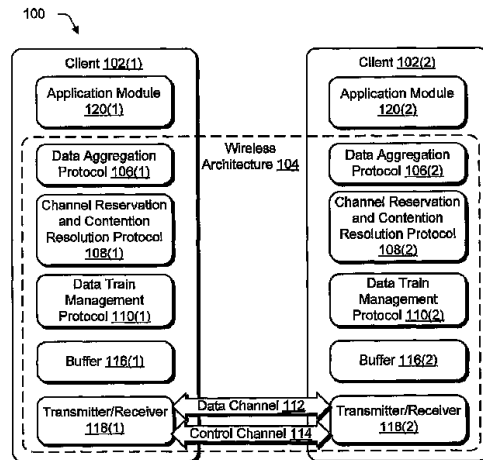 100
Client 102(1)
Application Module
120(1)
Data Aggregation
Protocol 106(1)
Channel Reservation
and Contention
Resolution Protocol
108(1)
Data Train
Management
Protocol 110(1)
Buffer 116(1)
Transmitter/Receiver
118(1)
Wireless
Architecture 104
Data Channel 112
Control Channel 114
Client 102(2)
Application Module
120(2)
Data Aggregation
Protocol 106(2)
Channel Reservation
and Contention
Resolution Protocol
108(2)
Data Train
Management
Protocol 110(2)
Buffer 116(2)
Transmitter/Receiver
118(2)